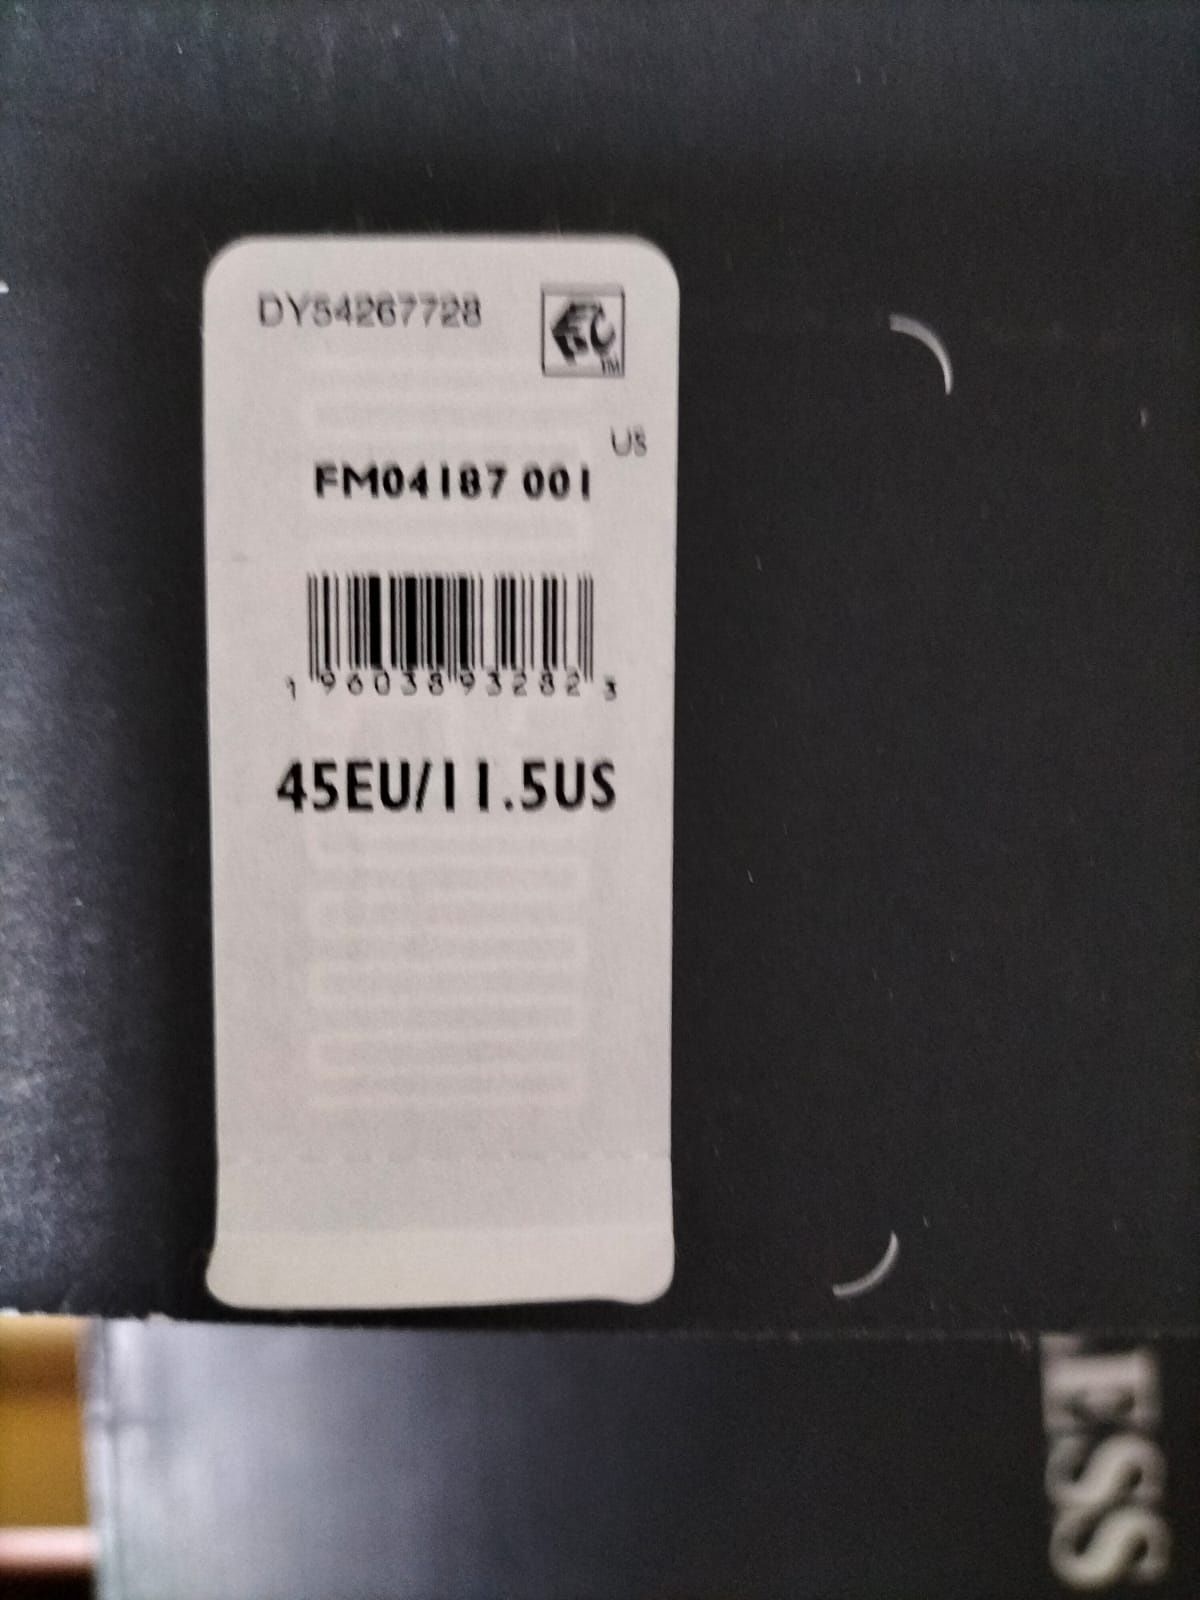 DY54267728
US
FM04187 001
1 96038 93282 3
45EU/11.5US
ESS